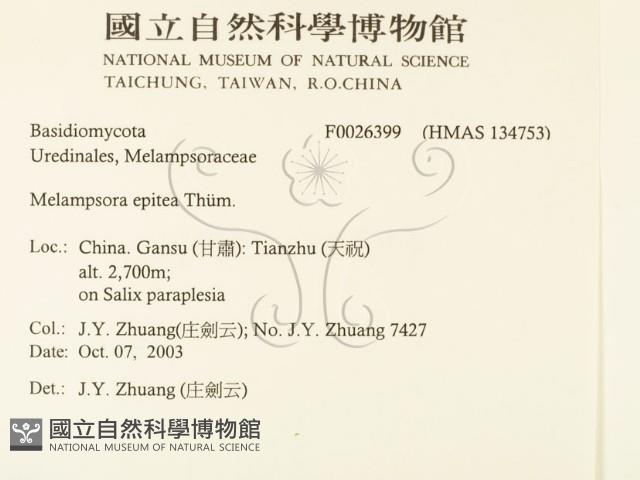 國立自然科學博物館
NATIONAL MUSEUM OF NATURAL SCIENCE
TAICHUNG, TAIWAN, R.O.CHINA
Basidiomycota F0026399 (HMAS 134753)
Uredinales, Melampsoraceae
Melampsora epitea Thüm.
Loc.: China. Gansu (甘肅): Tianzhu (天祝)
alt. 2,700m;
on Salix paraplesia
Col.: J.Y. Zhuang(庄劍云); No. J.Y. Zhuang 7427
Date: Oct. 07, 2003
Det.: J.Y. Zhuang (庄劍云)
國立自然科學博物館
NATIONAL MUSEUM OF NATURAL SCIENCE